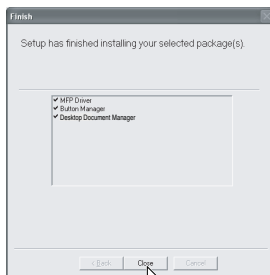 Finish
Setup has finished installing your selected package(s).
✔ MFP Driver
✔ Button Manager
✔ Desktop Document Manager
< Back
Close
Cancel